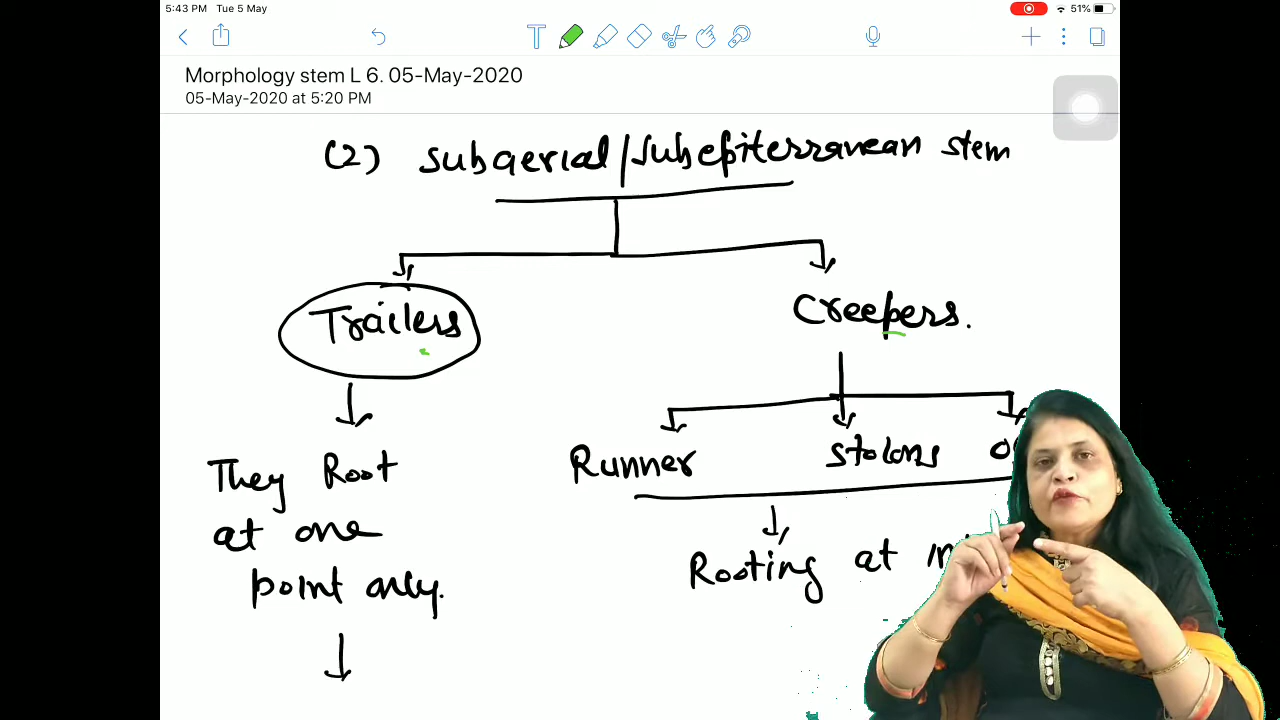 5:43 PM Tue 5 May
51%
Morphology stem L 6. 05-May-2020
05-May-2020 at 5:20 PM
(2) subaerial/subepiterranean stem
Trailers
Creepers.
Runner stolons
They Root
at one
point only.
Rooting at